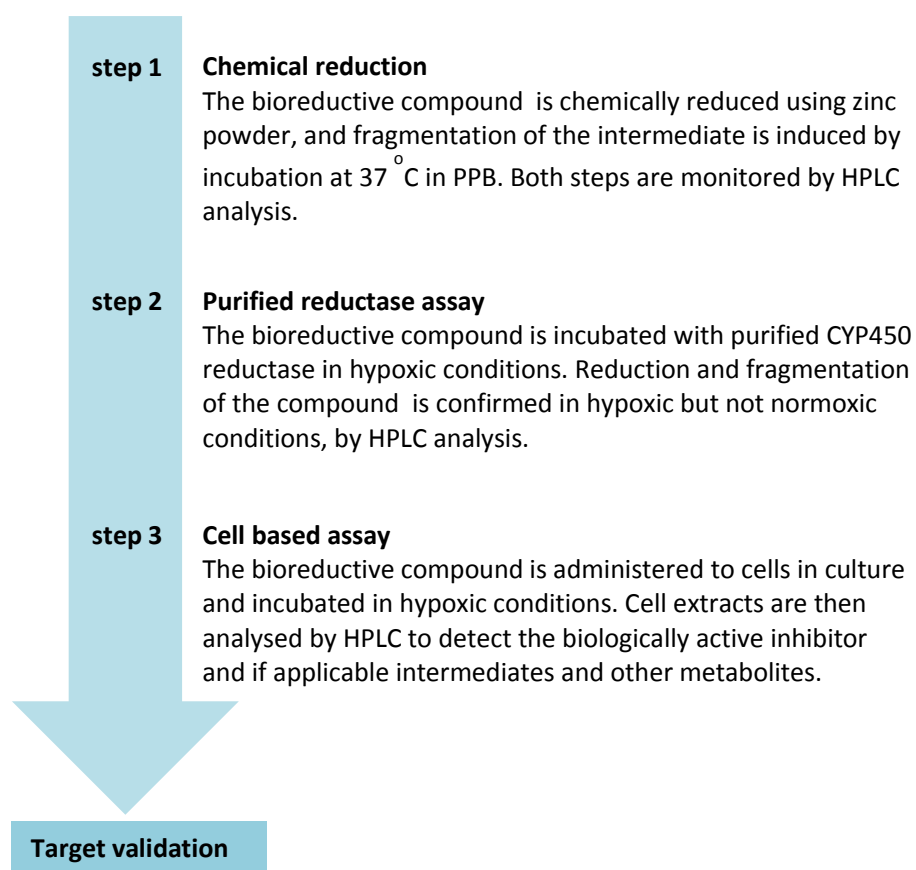 step 1 Chemical reduction
The bioreductive compound is chemically reduced using zinc
powder, and fragmentation of the intermediate is induced by
incubation at 37 °C in PPB. Both steps are monitored by HPLC
analysis.
step 2 Purified reductase assay
The bioreductive compound is incubated with purified CYP450
reductase in hypoxic conditions. Reduction and fragmentation
of the compound is confirmed in hypoxic but not normoxic
conditions, by HPLC analysis.
step 3 Cell based assay
The bioreductive compound is administered to cells in culture
and incubated in hypoxic conditions. Cell extracts are then
analysed by HPLC to detect the biologically active inhibitor
and if applicable intermediates and other metabolites.
Target validation